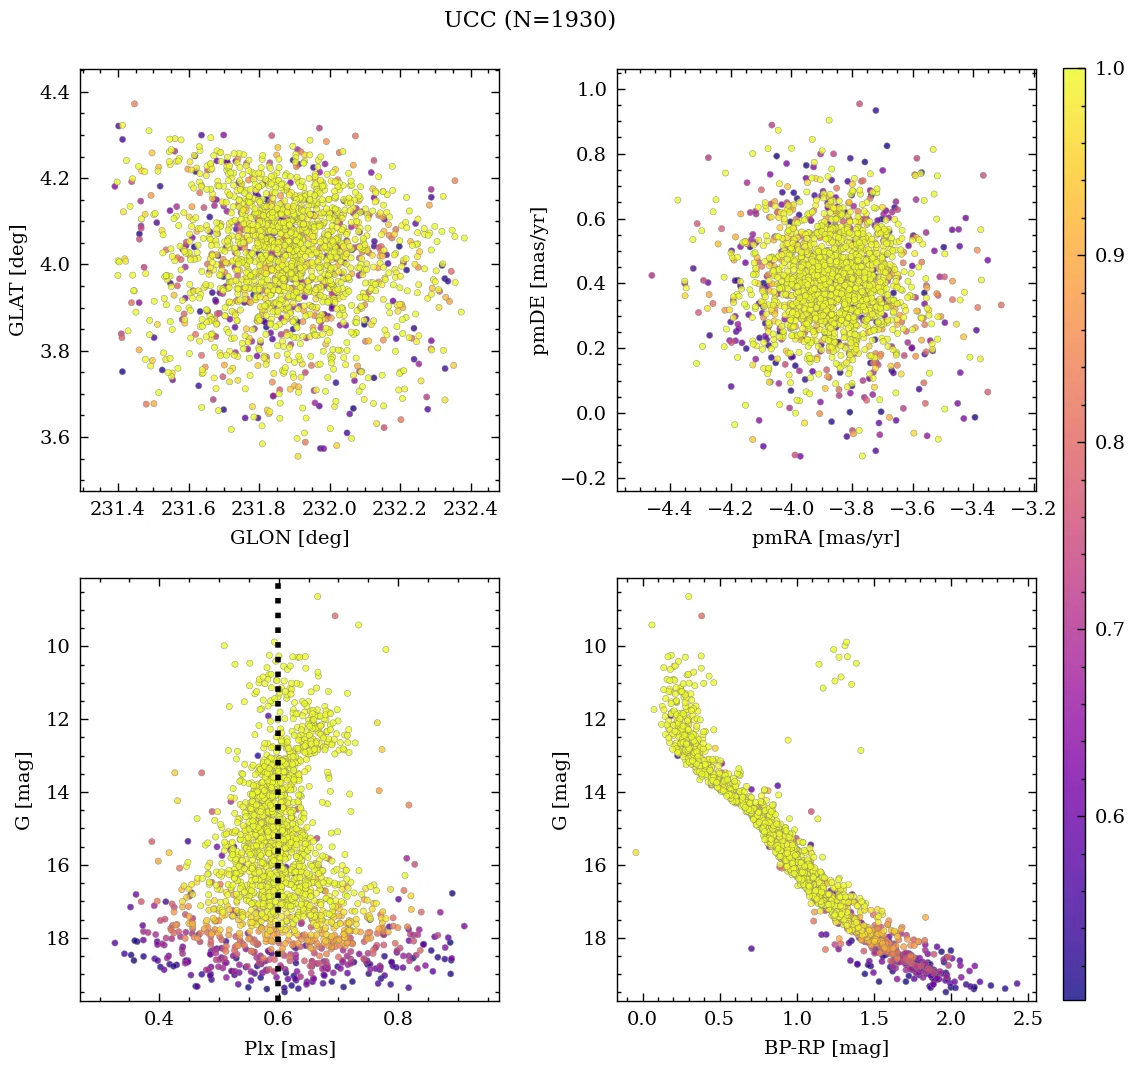 UCC (N=1930)
4.4
4.2
4.0
3.8
3.6
GLAT [deg]
231.4 231.6 231.8 232.0 232.2 232.4
GLON [deg]
1.0
0.8
0.6
0.4
0.2
0.0
−0.2
pmDE [mas/yr]
−4.4 −4.2 −4.0 −3.8 −3.6 −3.4 −3.2
pmRA [mas/yr]
10
12
14
16
18
G [mag]
0.4 0.6 0.8
Plx [mas]
10
12
14
16
18
G [mag]
0.0 0.5 1.0 1.5 2.0 2.5
BP-RP [mag]
1.0
0.9
0.8
0.7
0.6